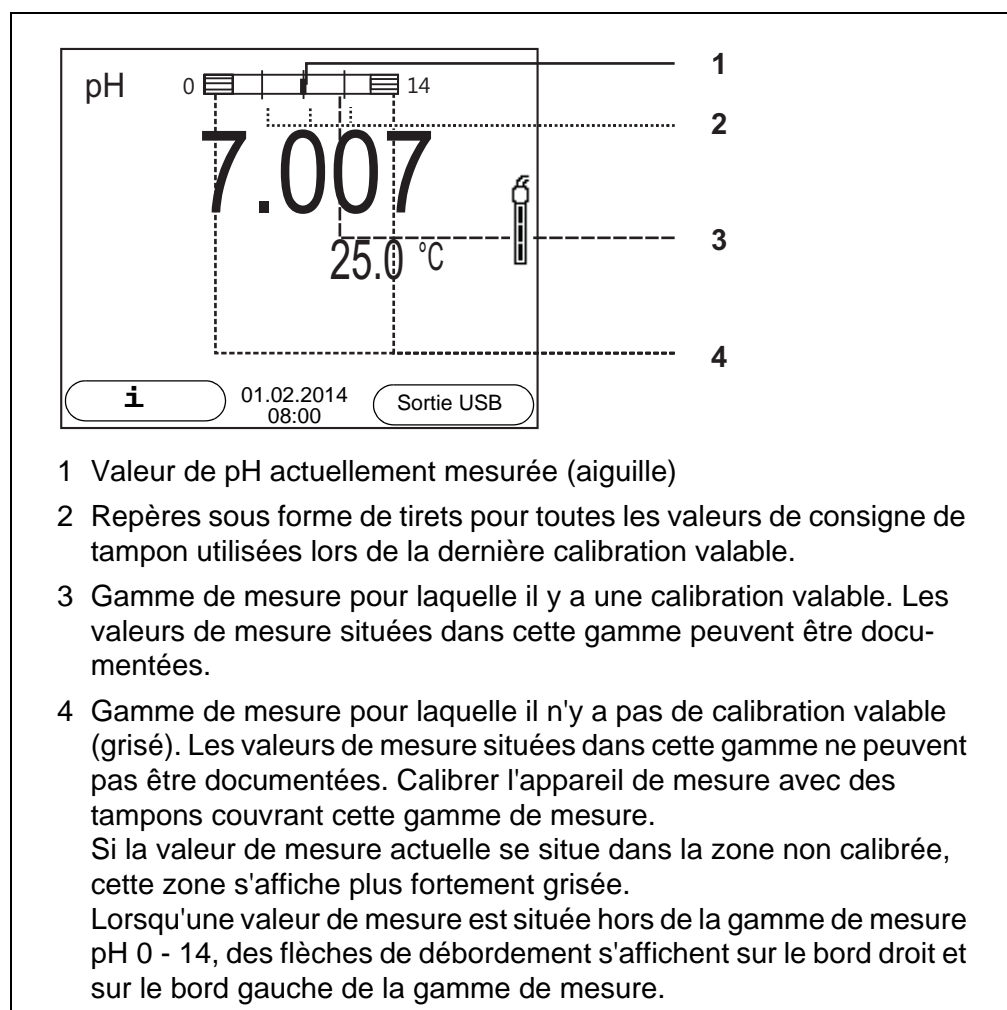 pH 0 14 1
2
7.007
3
25.0 °C
4
i 01.02.2014 08:00 Sortie USB
1 Valeur de pH actuellement mesurée (aiguille)
2 Repères sous forme de tirets pour toutes les valeurs de consigne de
tampon utilisées lors de la dernière calibration valable.
3 Gamme de mesure pour laquelle il y a une calibration valable. Les
valeurs de mesure situées dans cette gamme peuvent être docu-
mentées.
4 Gamme de mesure pour laquelle il n'y a pas de calibration valable
(grisé). Les valeurs de mesure situées dans cette gamme ne peuvent
pas être documentées. Calibrer l'appareil de mesure avec des
tampons couvrant cette gamme de mesure.
Si la valeur de mesure actuelle se situe dans la zone non calibrée,
cette zone s'affiche plus fortement grisée.
Lorsqu'une valeur de mesure est située hors de la gamme de mesure
pH 0 - 14, des flèches de débordement s'affichent sur le bord droit et
sur le bord gauche de la gamme de mesure.